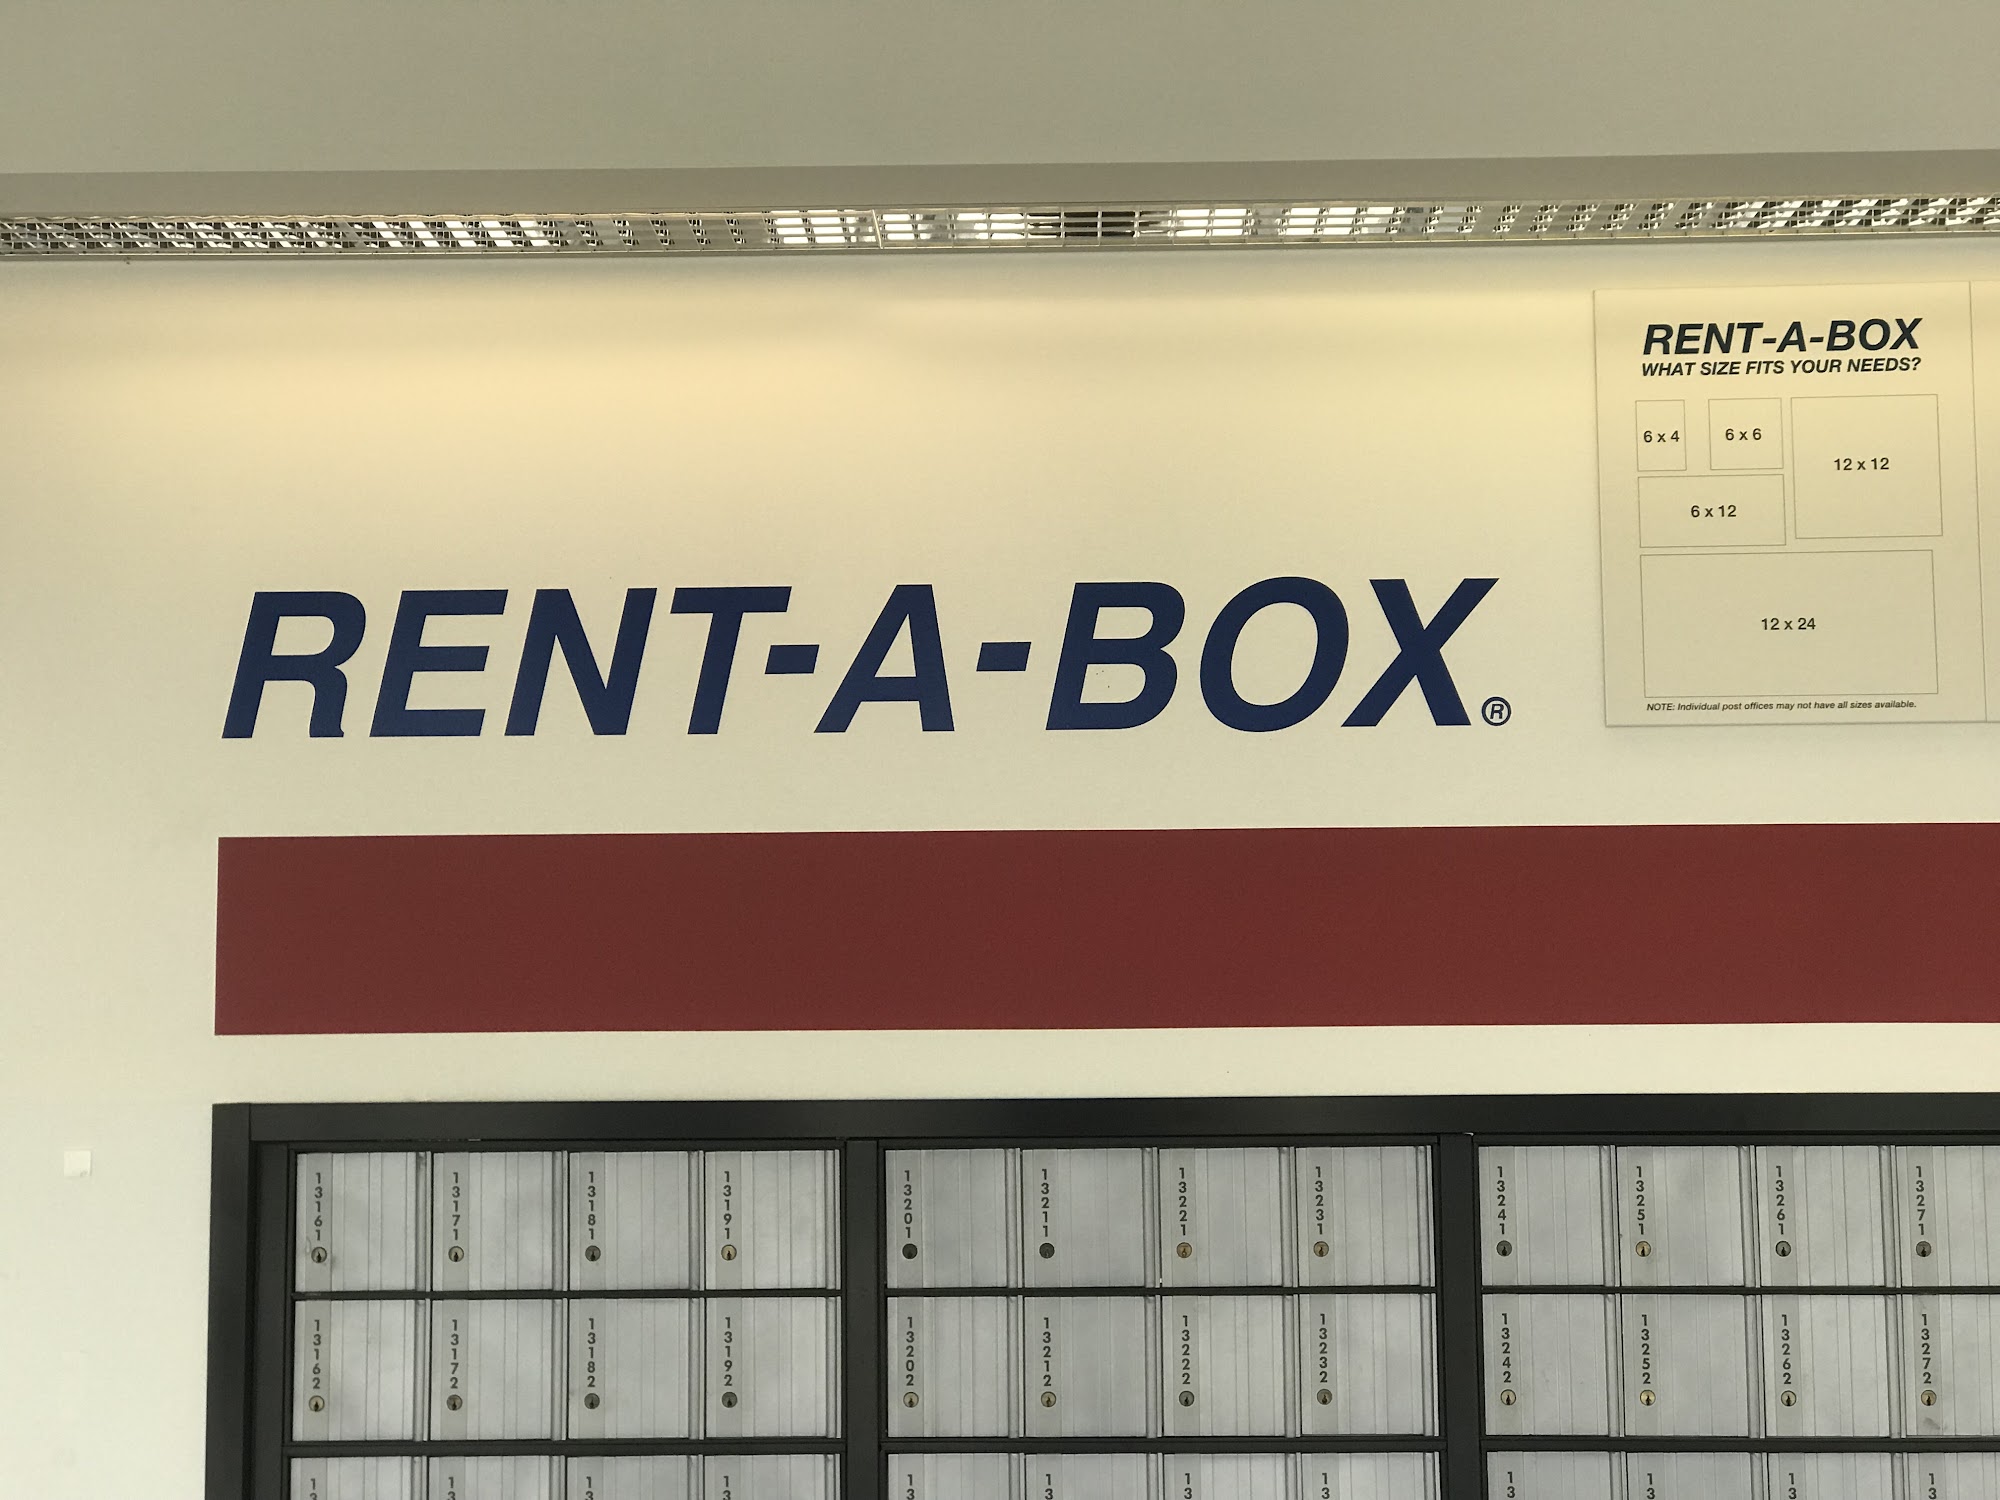 RENT-A-BOX
WHAT SIZE FITS YOUR NEEDS?
6 x 4
6 x 6
12 x 12
6 x 12
12 x 24
NOTE: Individual post offices may not have all sizes available.
RENT-A-BOX®
13161
13171
13181
13191
13201
13211
13221
13231
13241
13251
13261
13271
13162
13172
13182
13192
13202
13212
13222
13232
13242
13252
13262
13272